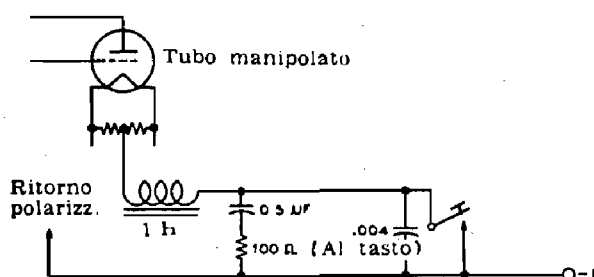 Tubo manipolato
Ritorno
polarizz.
1 h
0.5 µF
100 Ω (Al tasto)
.004